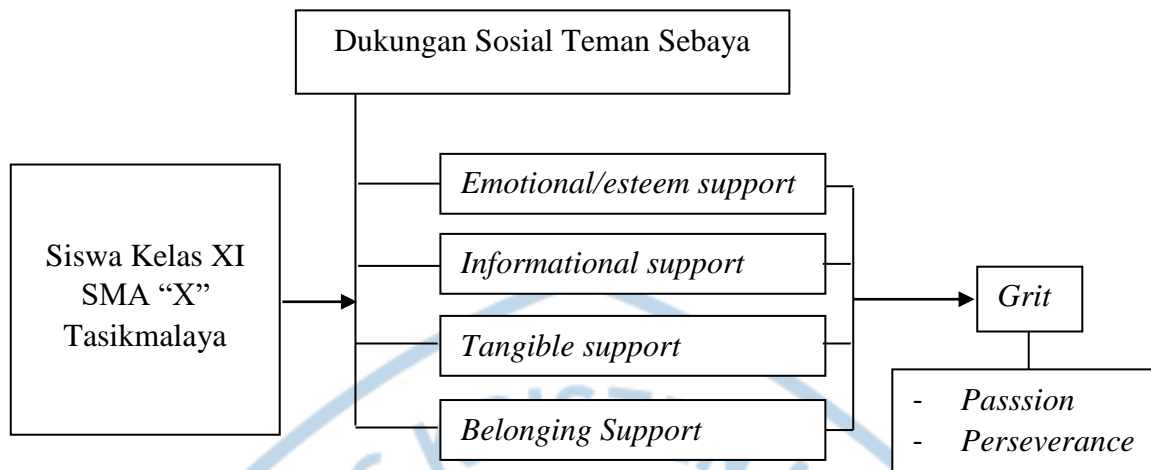 Dukungan Sosial Teman Sebaya
Emotional/esteem support
Siswa Kelas XI
SMA “X”
Tasikmalaya
Informational support
Grit
Tangible support
- Passsion
- Perseverance
Belonging Support